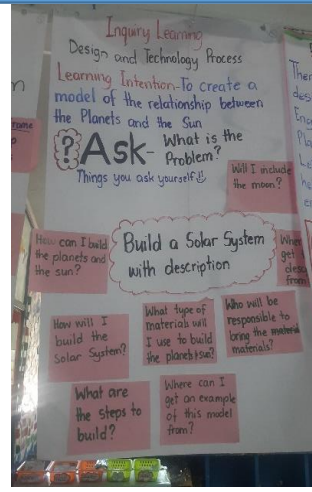 Inquiry Learning
Design and Technology Process
Learning Intention-To create a
model of the relationship between
the Planets and the Sun
? Ask- What is the
Problem?
Things you ask yourself!!
Will I include
the moon?
How can I build
the planets and
the sun?
Build a Solar System
with description
get
from
How will I
build the
Solar System?
What type of
materials will
I use to build
the planets+sun?
Who will be
responsible to
bring the
materials?
What are
the steps to
build?
Where can I
get an example
of this model
from?